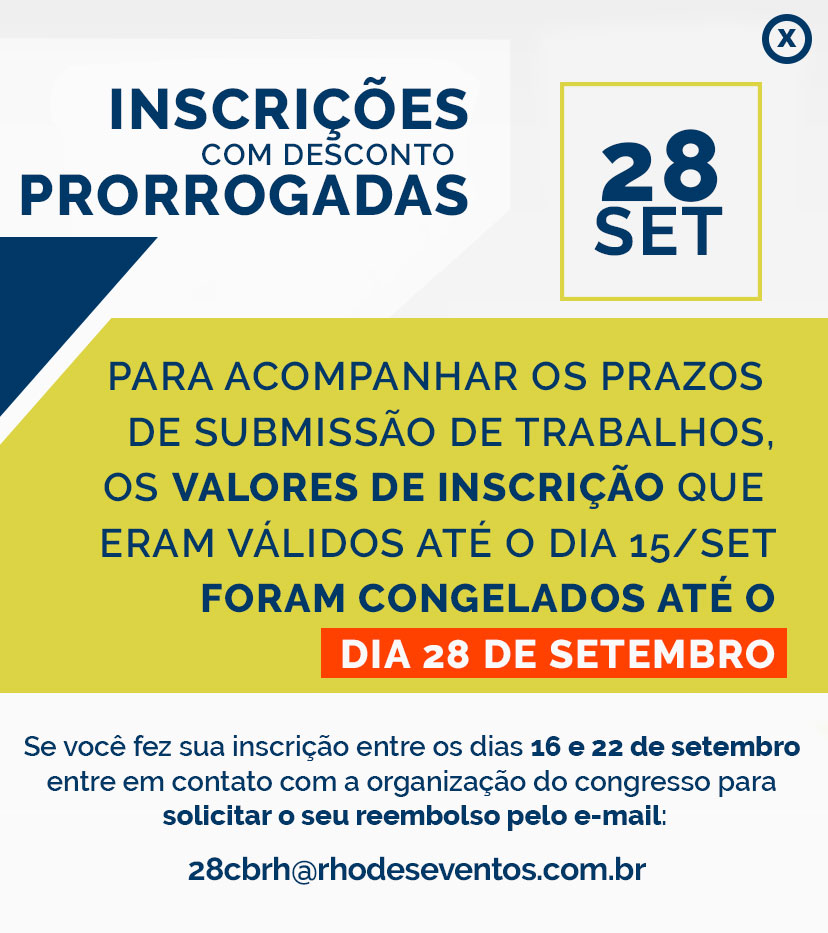 X
INSCRIÇÕES
COM DESCONTO
PRORROGADAS
28
SET
PARA ACOMPANHAR OS PRAZOS
DE SUBMISSÃO DE TRABALHOS,
OS VALORES DE INSCRIÇÃO QUE
ERAM VÁLIDOS ATÉ O DIA 15/SET
FORAM CONGELADOS ATÉ O
DIA 28 DE SETEMBRO
Se você fez sua inscrição entre os dias 16 e 22 de setembro
entre em contato com a organização do congresso para
solicitar o seu reembolso pelo e-mail:
28cbrh@rhodeseventos.com.br